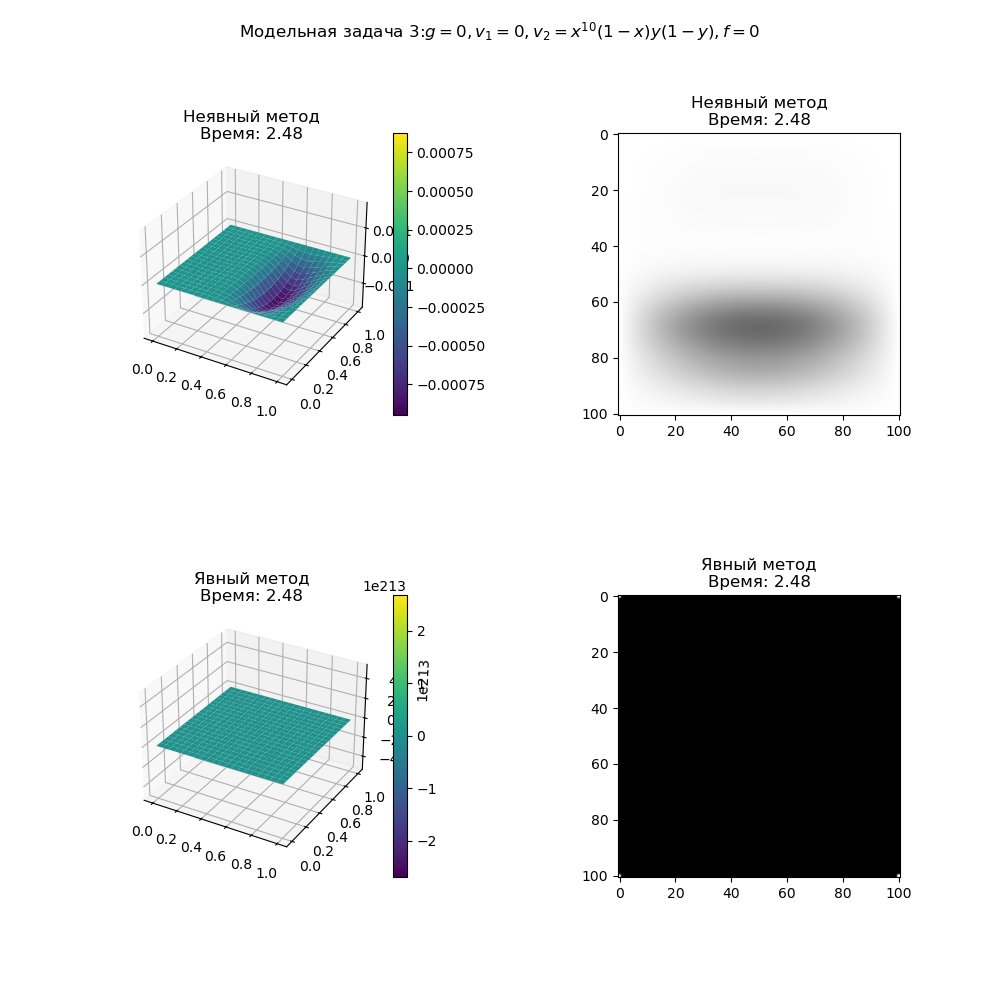 Модельная задача 3:g = 0, v₁ = 0, v₂ = x¹⁰(1 − x)y(1 − y), f = 0
Неявный метод
Время: 2.48
0.00075
0.00050
0.00025
0.00000
−0.00025
−0.00050
−0.00075
0.0 0.2 0.4 0.6 0.8 1.0
0.0 0.2 0.4 0.6 0.8 1.0
Неявный метод
Время: 2.48
0
20
40
60
80
100
0 20 40 60 80 100
Явный метод
Время: 2.48
1e213
2
1
0
−1
−2
1e213
0.0 0.2 0.4 0.6 0.8 1.0
0.0 0.2 0.4 0.6 0.8 1.0
Явный метод
Время: 2.48
0
20
40
60
80
100
0 20 40 60 80 100